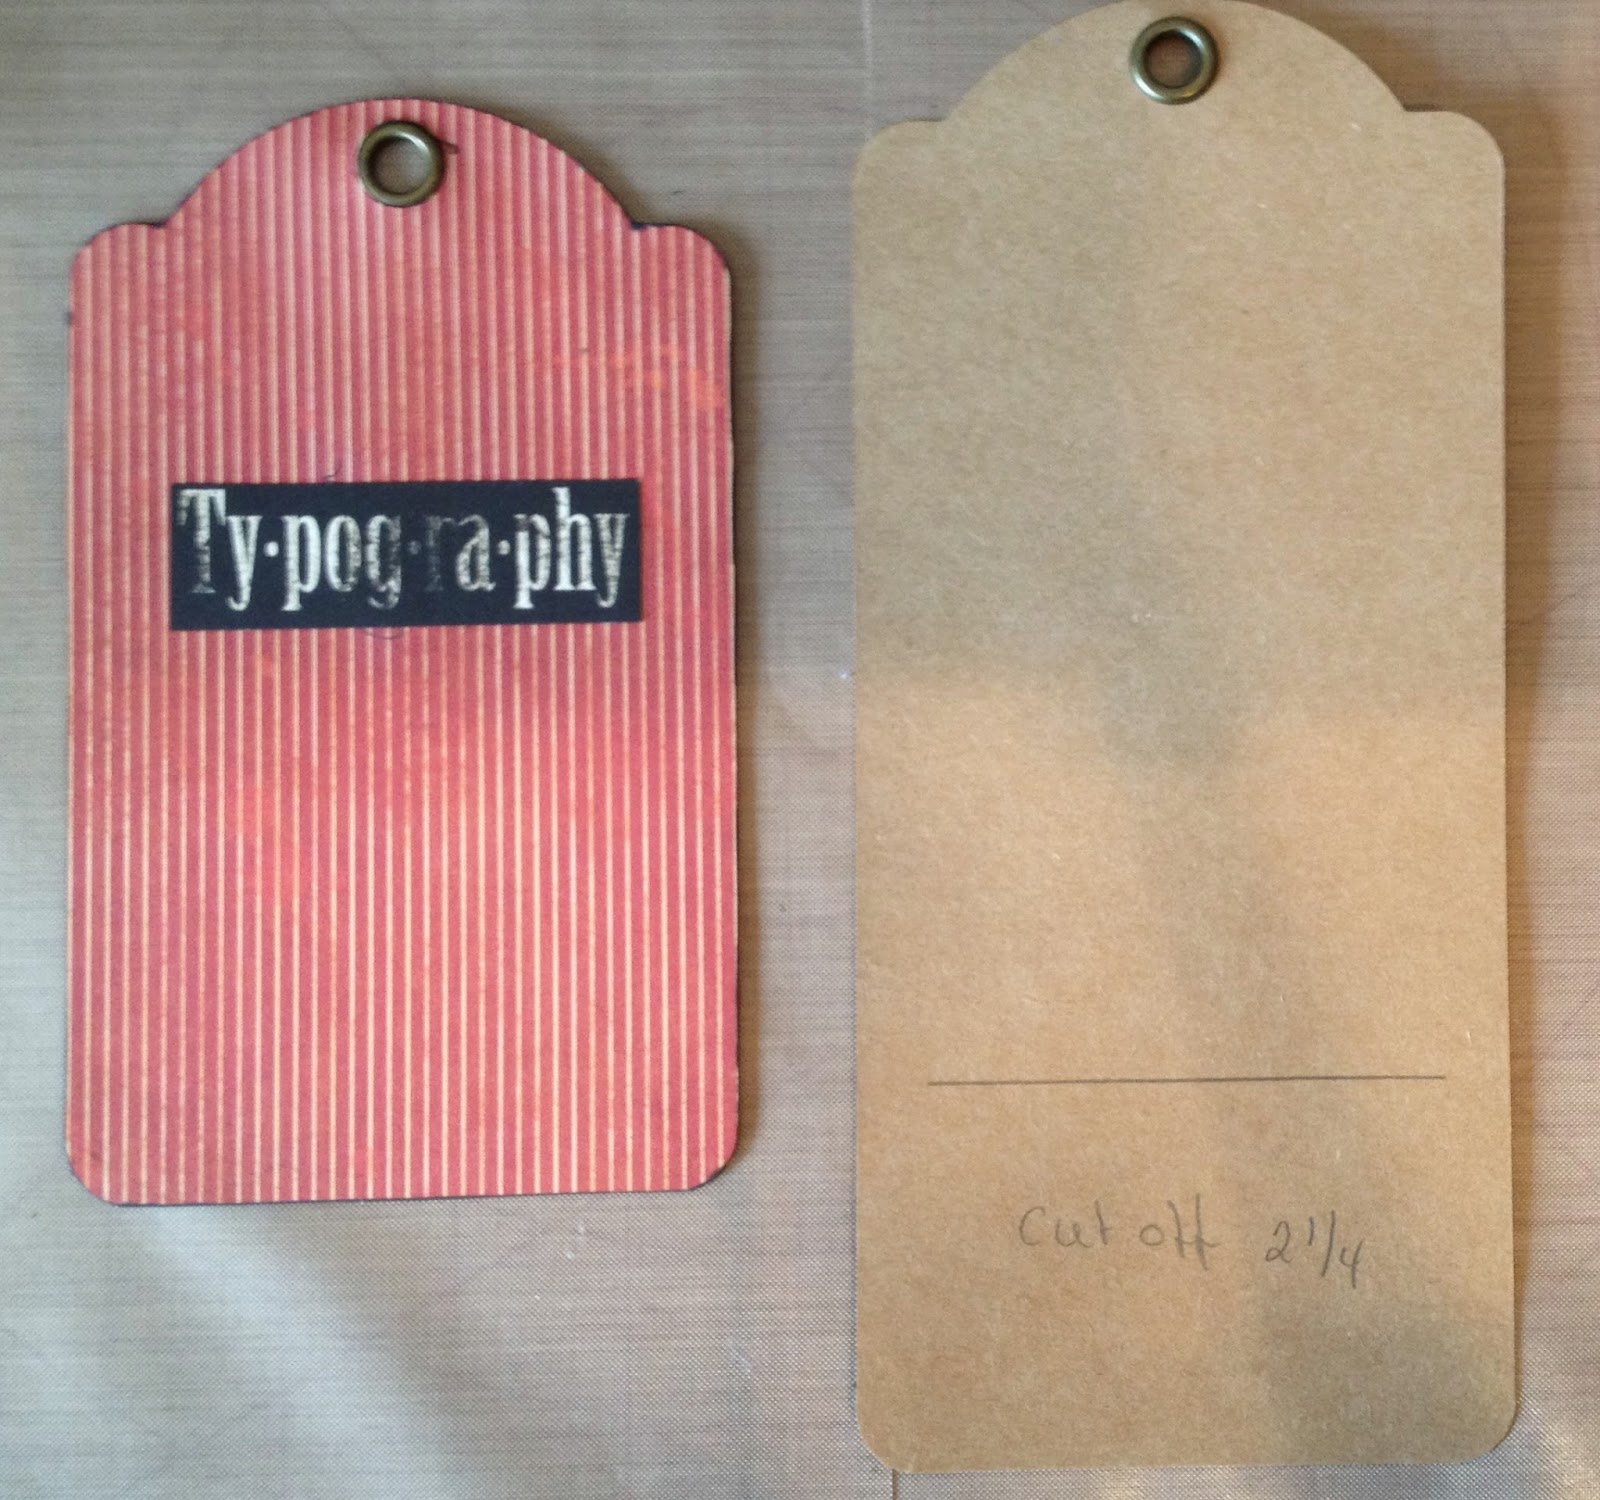 Ty·pog·ra·phy
cut off 2 1/4